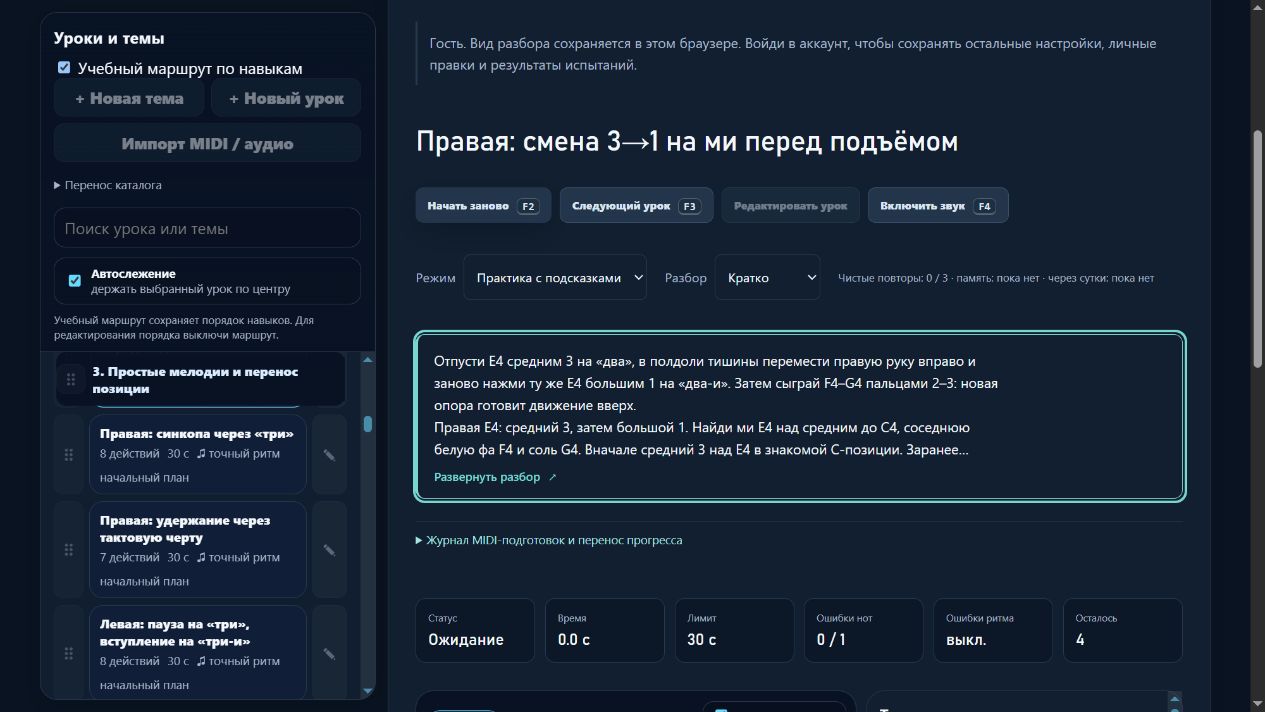 Уроки и темы
Учебный маршрут по навыкам
+ Новая тема
+ Новый урок
Импорт MIDI / аудио
Перенос каталога
Поиск урока или темы
Автослежение
держать выбранный урок по центру
Учебный маршрут сохраняет порядок навыков. Для
редактирования порядка выключи маршрут.
3. Простые мелодии и перенос
позиции
Правая: синкопа через «три»
8 действий 30 с ♫ точный ритм
начальный план
Правая: удержание через
тактовую черту
7 действий 30 с ♫ точный ритм
начальный план
Левая: пауза на «три»,
вступление на «три-и»
8 действий 30 с ♫ точный ритм
начальный план
Гость. Вид разбора сохраняется в этом браузере. Войди в аккаунт, чтобы сохранять остальные настройки, личные
правки и результаты испытаний.
Правая: смена 3→1 на ми перед подъёмом
Начать заново F2
Следующий урок F3
Редактировать урок
Включить звук F4
Режим Практика с подсказками
Разбор Кратко
Чистые повторы: 0 / 3 · память: пока нет · через сутки: пока нет
Отпусти E4 средним 3 на «два», в полдоли тишины перемести правую руку вправо и
заново нажми ту же E4 большим 1 на «два-и». Затем сыграй F4–G4 пальцами 2–3: новая
опора готовит движение вверх.
Правая E4: средний 3, затем большой 1. Найди ми E4 над средним до C4, соседнюю
белую фа F4 и соль G4. Вначале средний 3 над E4 в знакомой C-позиции. Заранее...
Развернуть разбор ↗
Журнал MIDI-подготовок и перенос прогресса
Статус
Ожидание
Время
0.0 с
Лимит
30 с
Ошибки нот
0 / 1
Ошибки ритма
выкл.
Осталось
4